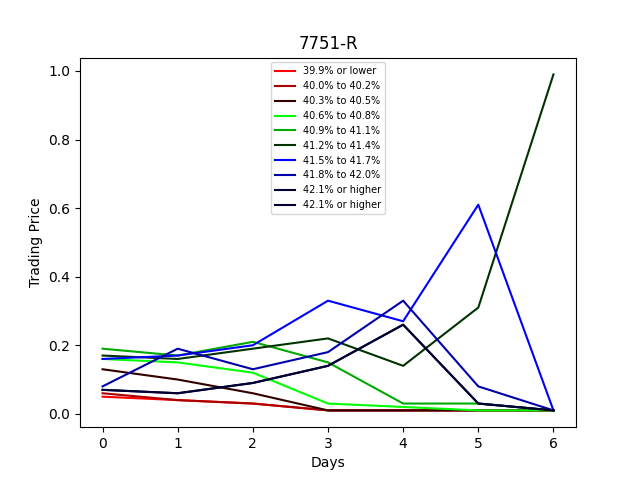 7751-R
39.9% or lower
40.0% to 40.2%
40.3% to 40.5%
40.6% to 40.8%
40.9% to 41.1%
41.2% to 41.4%
41.5% to 41.7%
41.8% to 42.0%
42.1% or higher
42.1% or higher
Trading Price
1.0
0.8
0.6
0.4
0.2
0.0
0 1 2 3 4 5 6
Days